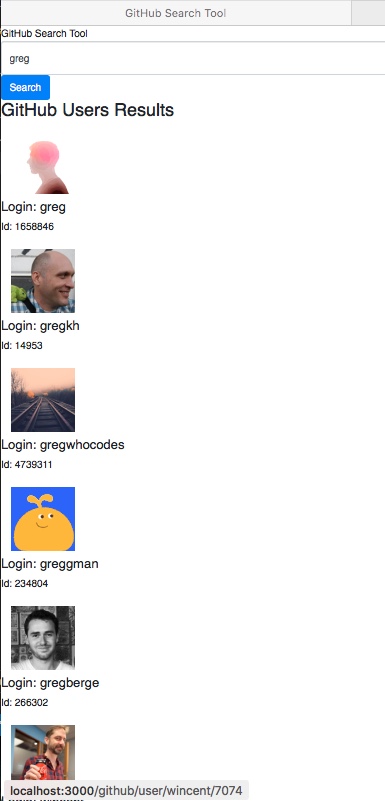 GitHub Search Tool
GitHub Search Tool
greg
Search
GitHub Users Results
Login: greg
Id: 1658846
Login: gregkh
Id: 14953
Login: gregwhocodes
Id: 4739311
Login: greggman
Id: 234804
Login: gregberge
Id: 266302
localhost:3000/github/user/wincent/7074